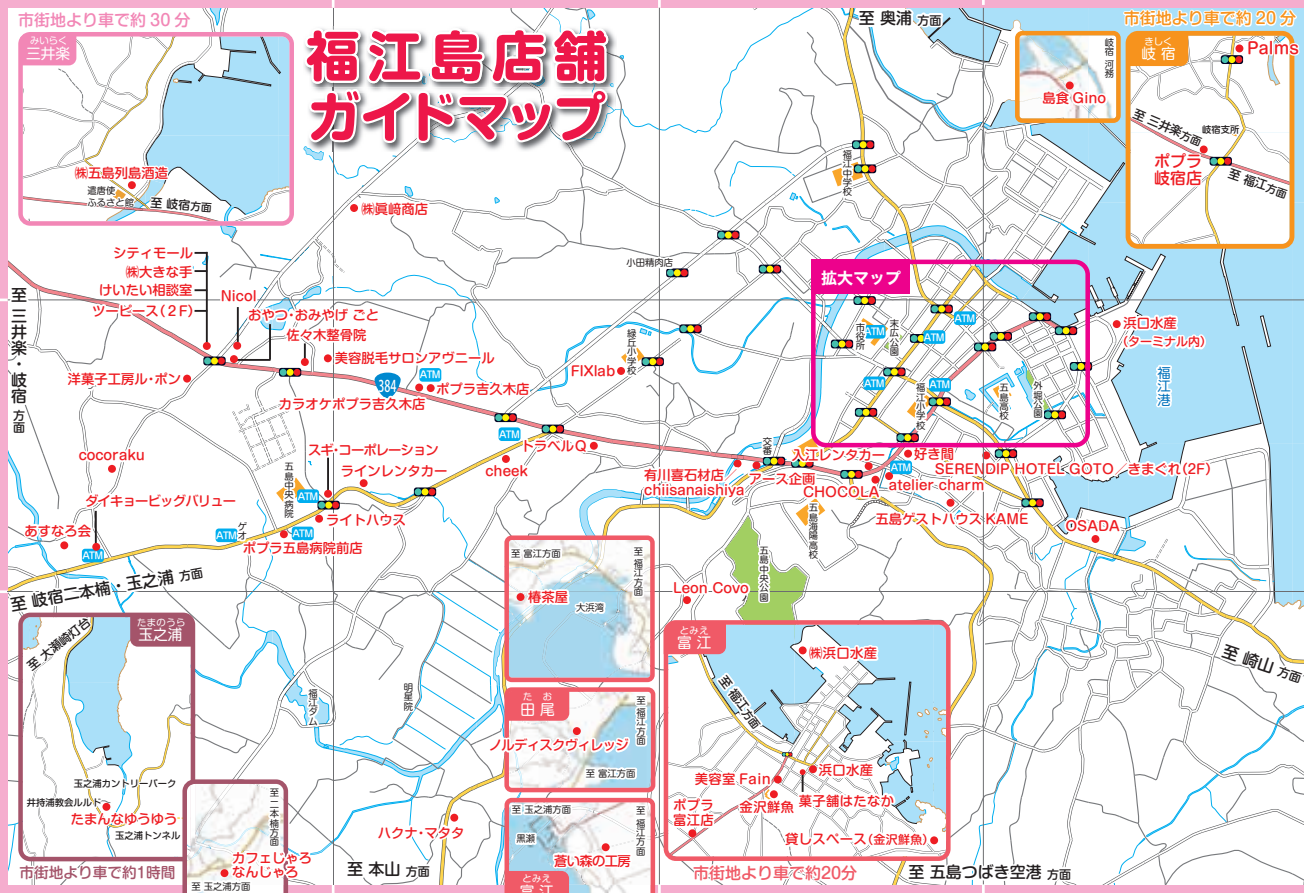 市街地より車で約 30 分
みいらく
三井楽
㈱五島列島酒造
遣唐使
ふるさと館
至 岐宿方面
福江島店舗
ガイドマップ
至 奥浦 方面
岐宿 河務
島食 Gino
市街地より車で約 20 分
きしく
岐 宿
Palms
至 三井楽方面
岐宿支所
ポプラ
岐宿店
至 福江方面
福江中学校
㈱眞﨑商店
小田精肉店
シティモール
㈱大きな手
けいたい相談室
ツーピース(2F)
Nicol
おやつ・おみやげ ごと
佐々木整骨院
美容脱毛サロンアヴニール
ATM
ポプラ吉久木店
384
カラオケポプラ吉久木店
洋菓子工房ル・ポン
至 三井楽・岐宿 方面
緑丘小学校
FIXlab
拡大マップ
市役所
ATM
末広公園
ATM
ATM
ATM
ATM
福江小学校
五島高校
外堀公園
浜口水産
(ターミナル内)
福江港
ATM
トラベルQ
cheek
cocoraku
スギ・コーポレーション
ラインレンタカー
五島中央病院
ATM
ライトハウス
ダイキョービッグバリュー
あすなろ会
ATM
ATM
ゲオ
ATM
ポプラ五島病院前店
至 岐宿二本楠・玉之浦 方面
交番
有川喜石材店
chiisanaishiya
アース企画
入江レンタカー
CHOCOLA
ATM
好き間
SERENDIP HOTEL GOTO
きまぐれ(2F)
atelier charm
五島ゲストハウス KAME
OSADA
五島海陽高校
五島中央公園
Leon Covo
至 富江方面
至 福江方面
椿茶屋
大浜湾
たまのうら
玉之浦
至 大瀬崎灯台
玉之浦カントリーパーク
井持浦教会ルルド
たまんなゆうゆう
玉之浦トンネル
市街地より車で約1時間
至 二本楠方面
カフェじゃろ
なんじゃろ
至 玉之浦方面
福江ダム
明星院
ハクナ・マタタ
至 本山 方面
たお
田 尾
至 福江方面
ノルディスクヴィレッジ
至 富江方面
至 玉之浦方面
至 福江方面
黒瀬
蒼い森の工房
とみえ
富 江
とみえ
富 江
㈱浜口水産
至 福江方面
美容室 Fain
浜口水産
金沢鮮魚
菓子舗はたなか
ポプラ
富江店
貸しスペース(金沢鮮魚)
市街地より車で約20分
至 五島つばき空港 方面
至 崎山 方面